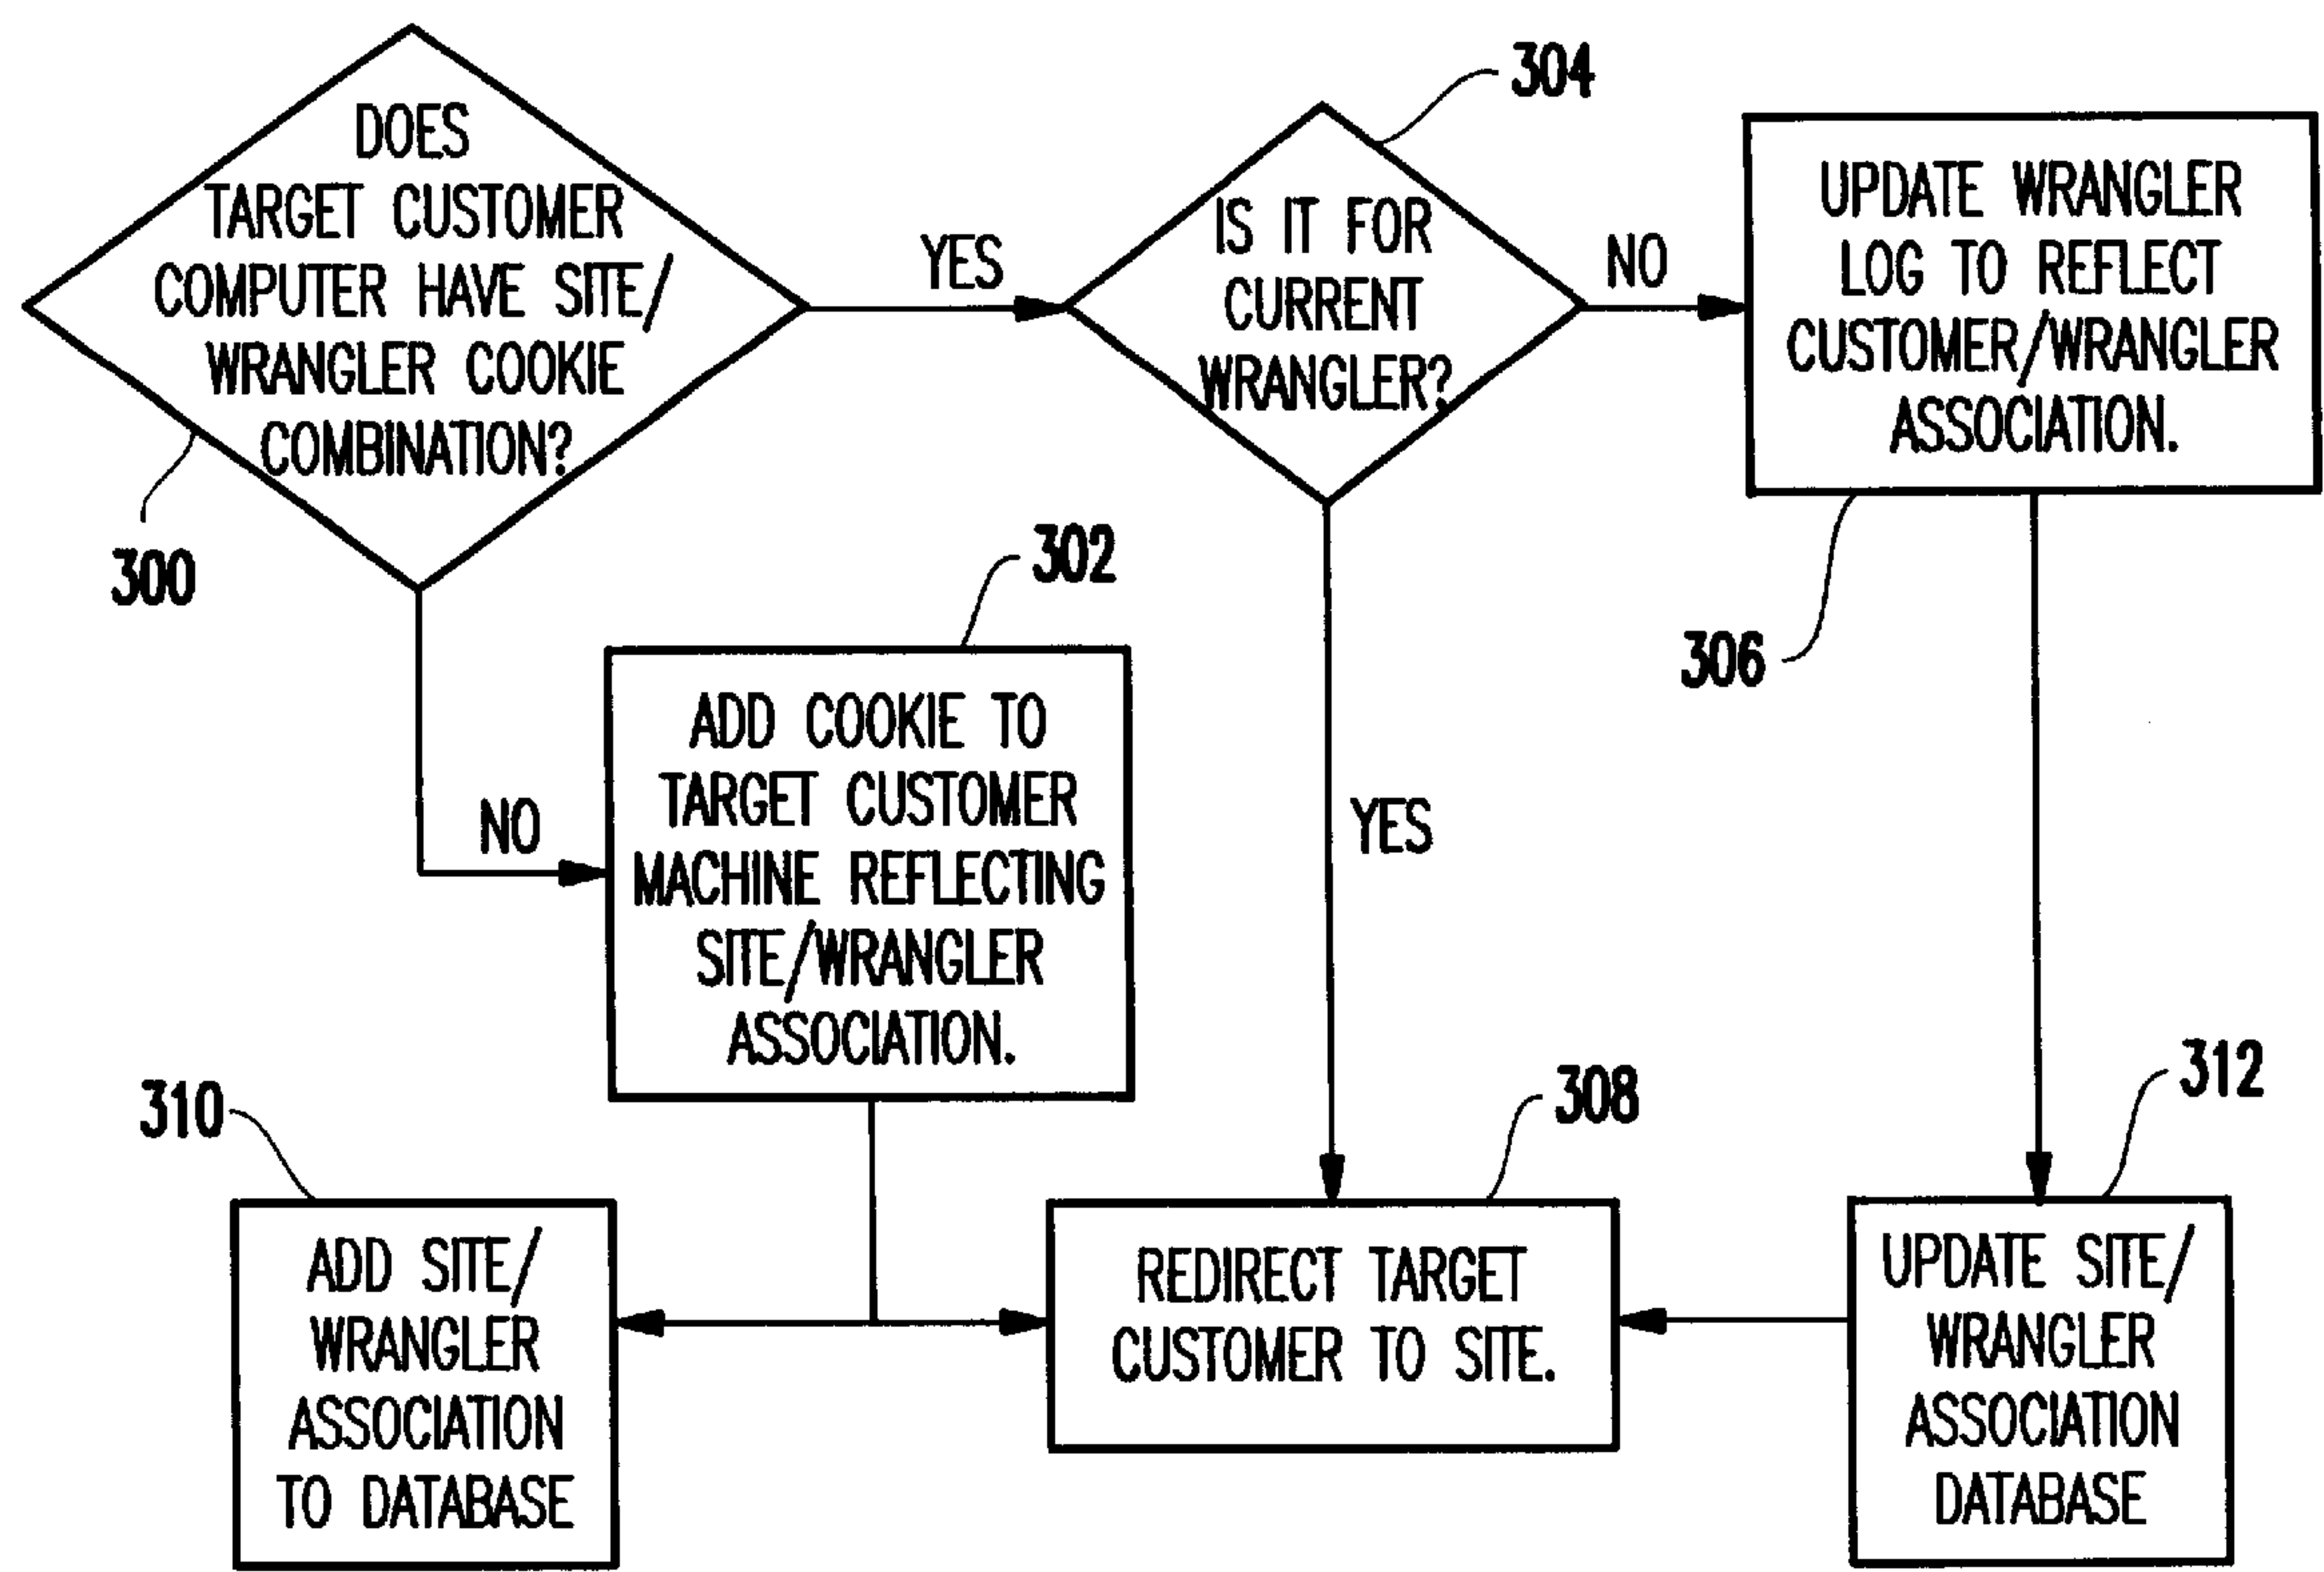 DOES
TARGET CUSTOMER
COMPUTER HAVE SITE/
WRANGLER COOKIE
COMBINATION?
300
YES
304
IS IT FOR
CURRENT
WRANGLER?
NO
UPDATE WRANGLER
LOG TO REFLECT
CUSTOMER/WRANGLER
ASSOCIATION.
306
NO
302
ADD COOKIE TO
TARGET CUSTOMER
MACHINE REFLECTING
SITE/WRANGLER
ASSOCIATION.
YES
310
ADD SITE/
WRANGLER
ASSOCIATION
TO DATABASE
308
REDIRECT TARGET
CUSTOMER TO SITE.
312
UPDATE SITE/
WRANGLER
ASSOCIATION
DATABASE